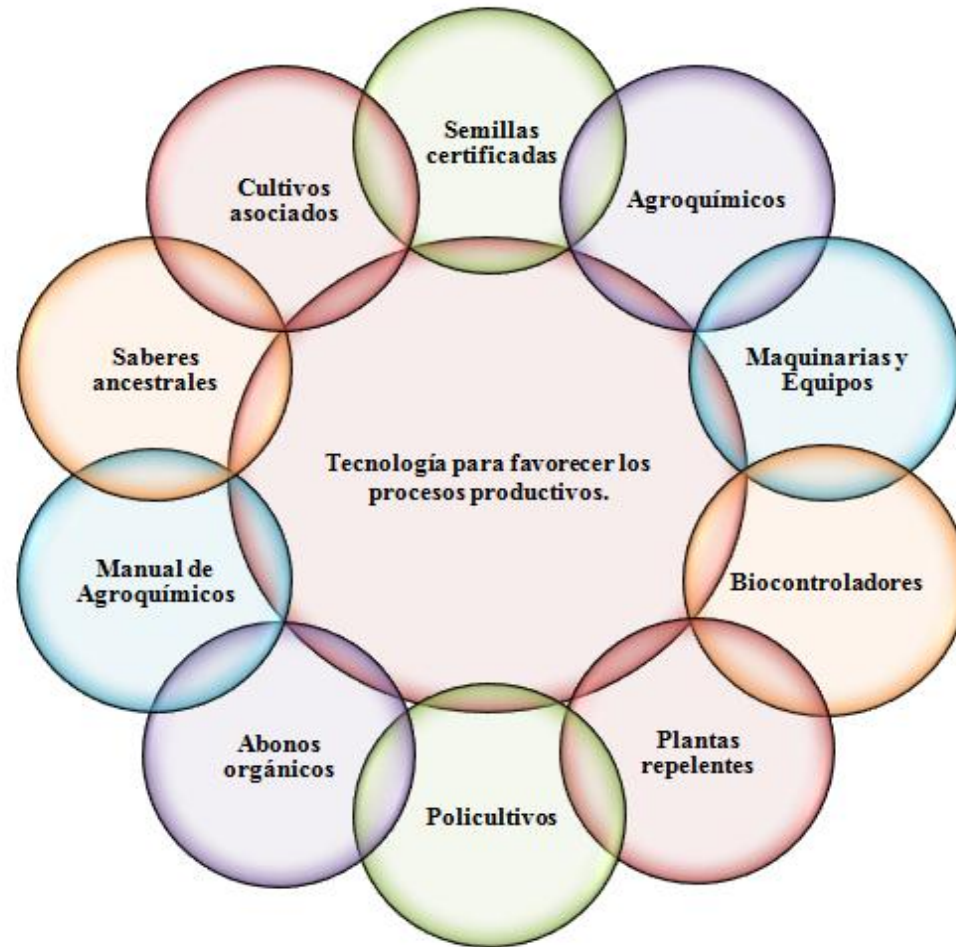 Semillas
certificadas
Agroquímicos
Maquinarias y
Equipos
Biocontroladores
Plantas
repelentes
Policultivos
Abonos
orgánicos
Manual de
Agroquímicos
Saberes
ancestrales
Cultivos
asociados
Tecnología para favorecer los
procesos productivos.